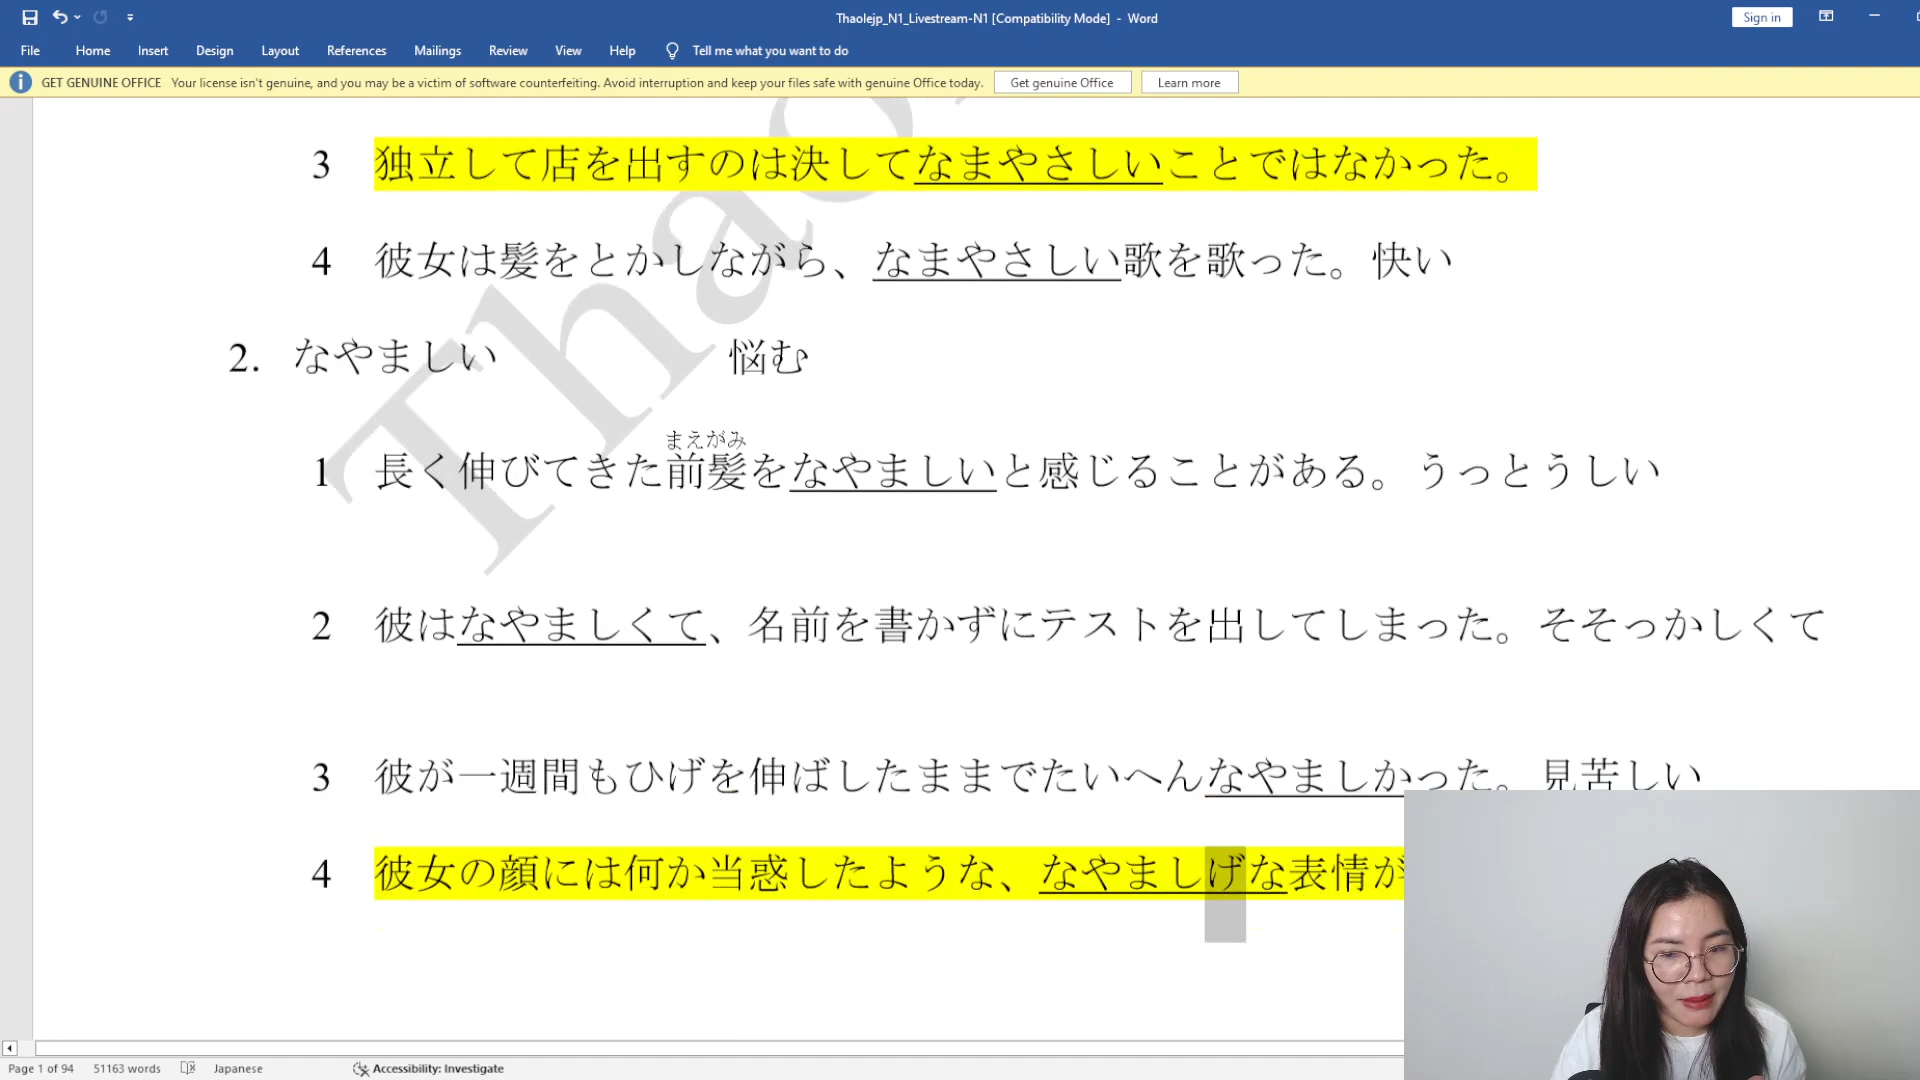 Thaolejp_N1_Livestream-N1 [Compatibility Mode] - Word
Sign in
File Home Insert Design Layout References Mailings Review View Help Tell me what you want to do
GET GENUINE OFFICE Your license isn't genuine, and you may be a victim of software counterfeiting. Avoid interruption and keep your files safe with genuine Office today. Get genuine Office Learn more
3 独立して店を出すのは決してなまやさしいことではなかった。
4 彼女は髪をとかしながら、なまやさしい歌を歌った。快い
2. なやましい 悩む
まえがみ
1 長く伸びてきた前髪をなやましいと感じることがある。うっとうしい
2 彼はなやましくて、名前を書かずにテストを出してしまった。そそっかしくて
3 彼が一週間もひげを伸ばしたままでたいへんなやましかった。見苦しい
4 彼女の顔には何か当惑したような、なやましげな表情が
Thao
Page 1 of 94 51163 words Japanese Accessibility: Investigate